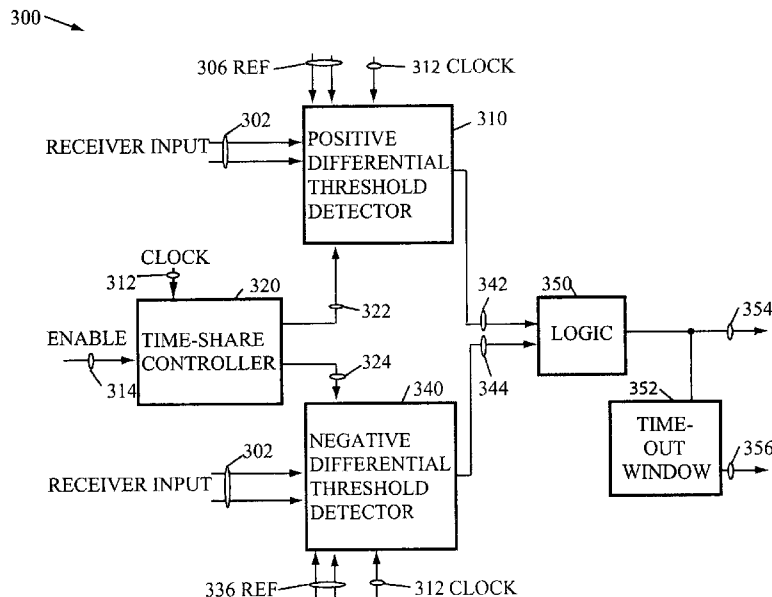 300
306 REF
312 CLOCK
302
310
RECEIVER INPUT
POSITIVE
DIFFERENTIAL
THRESHOLD
DETECTOR
CLOCK
312
320
322
342
350
354
ENABLE
TIME-SHARE
CONTROLLER
LOGIC
314
324
344
340
352
302
NEGATIVE
DIFFERENTIAL
THRESHOLD
DETECTOR
TIME-
OUT
WINDOW
356
RECEIVER INPUT
336 REF
312 CLOCK